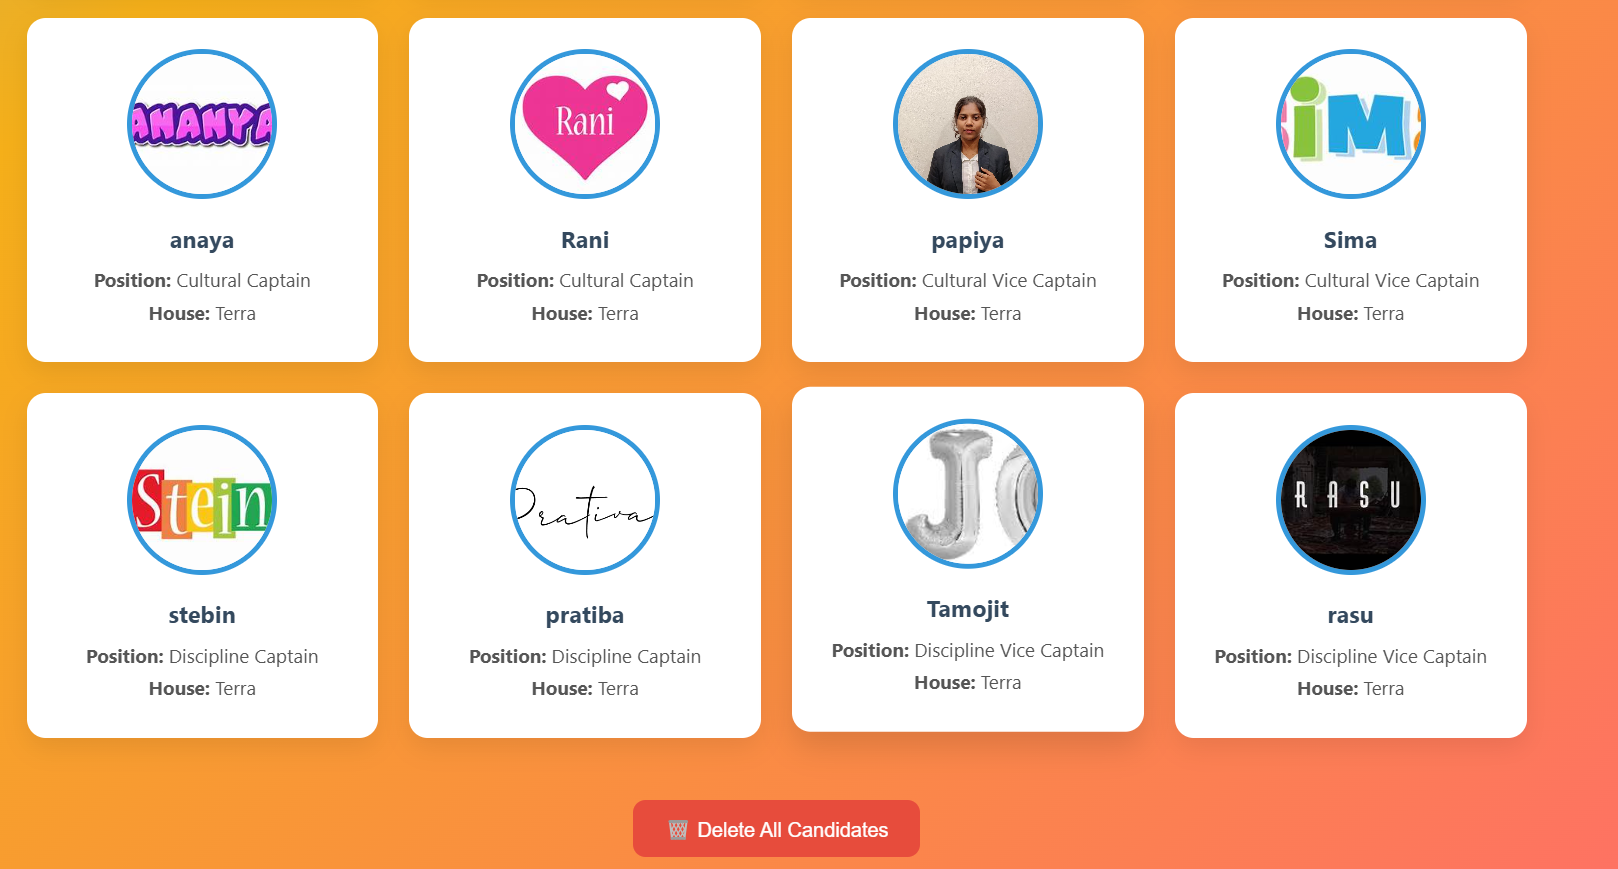 ANANYA
Rani
iM
anaya
Rani
papiya
Sima
Position: Cultural Captain
Position: Cultural Captain
Position: Cultural Vice Captain
Position: Cultural Vice Captain
House: Terra
House: Terra
House: Terra
House: Terra
Stein
Prativa
J
RASU
stebin
pratiba
Tamojit
rasu
Position: Discipline Captain
Position: Discipline Captain
Position: Discipline Vice Captain
Position: Discipline Vice Captain
House: Terra
House: Terra
House: Terra
House: Terra
Delete All Candidates